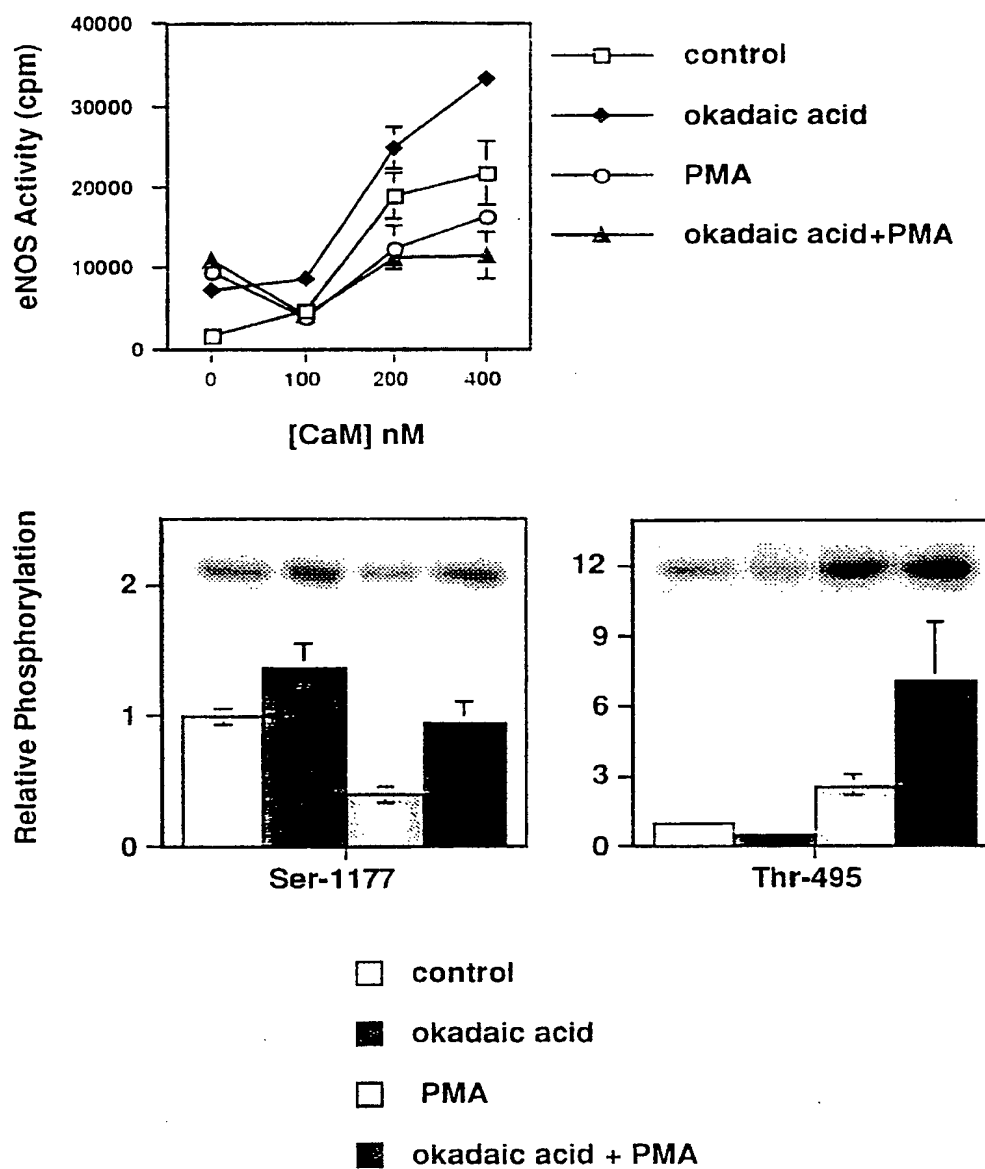 eNOS Activity (cpm)
40000
30000
20000
10000
0
0 100 200 400
[CaM] nM
control
okadaic acid
PMA
okadaic acid+PMA
Relative Phosphorylation
2
1
0
Ser-1177
12
9
6
3
0
Thr-495
control
okadaic acid
PMA
okadaic acid + PMA